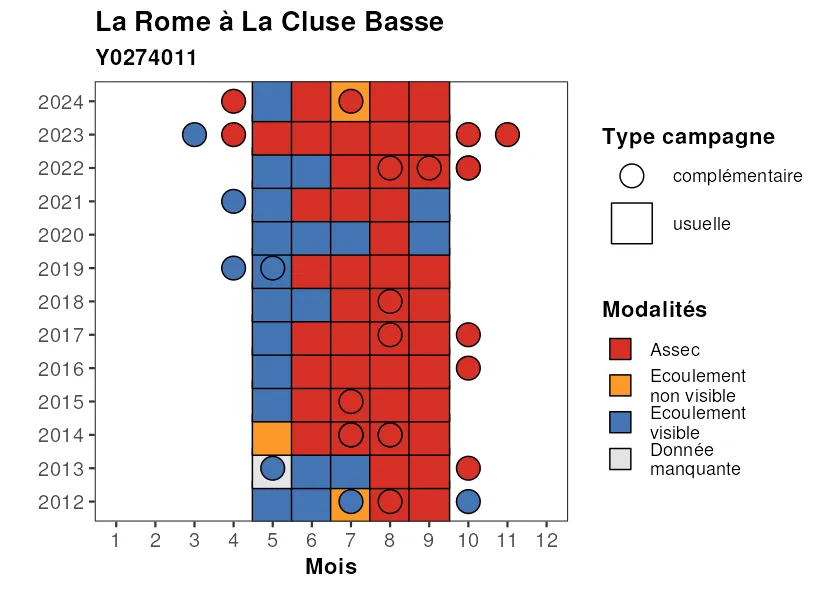 La Rome à La Cluse Basse
Y0274011
2024
2023
2022
2021
2020
2019
2018
2017
2016
2015
2014
2013
2012
1 2 3 4 5 6 7 8 9 10 11 12
Mois
Type campagne
complémentaire
usuelle
Modalités
Assec
Ecoulement
non visible
Ecoulement
visible
Donnée
manquante